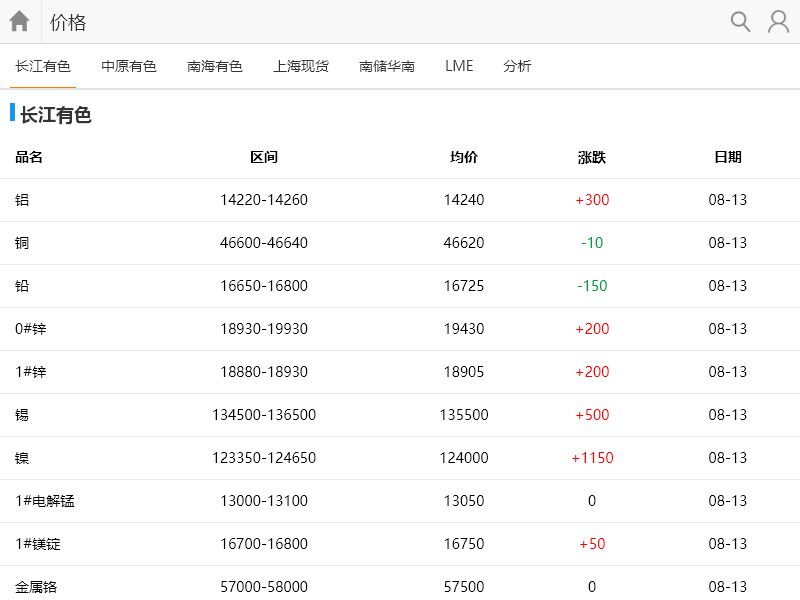 价格
长江有色 中原有色 南海有色 上海现货 南储华南 LME 分析
长江有色
品名 区间 均价 涨跌 日期
铝 14220-14260 14240 +300 08-13
铜 46600-46640 46620 -10 08-13
铅 16650-16800 16725 -150 08-13
0#锌 18930-19930 19430 +200 08-13
1#锌 18880-18930 18905 +200 08-13
锡 134500-136500 135500 +500 08-13
镍 123350-124650 124000 +1150 08-13
1#电解锰 13000-13100 13050 0 08-13
1#镁锭 16700-16800 16750 +50 08-13
金属铬 57000-58000 57500 0 08-13